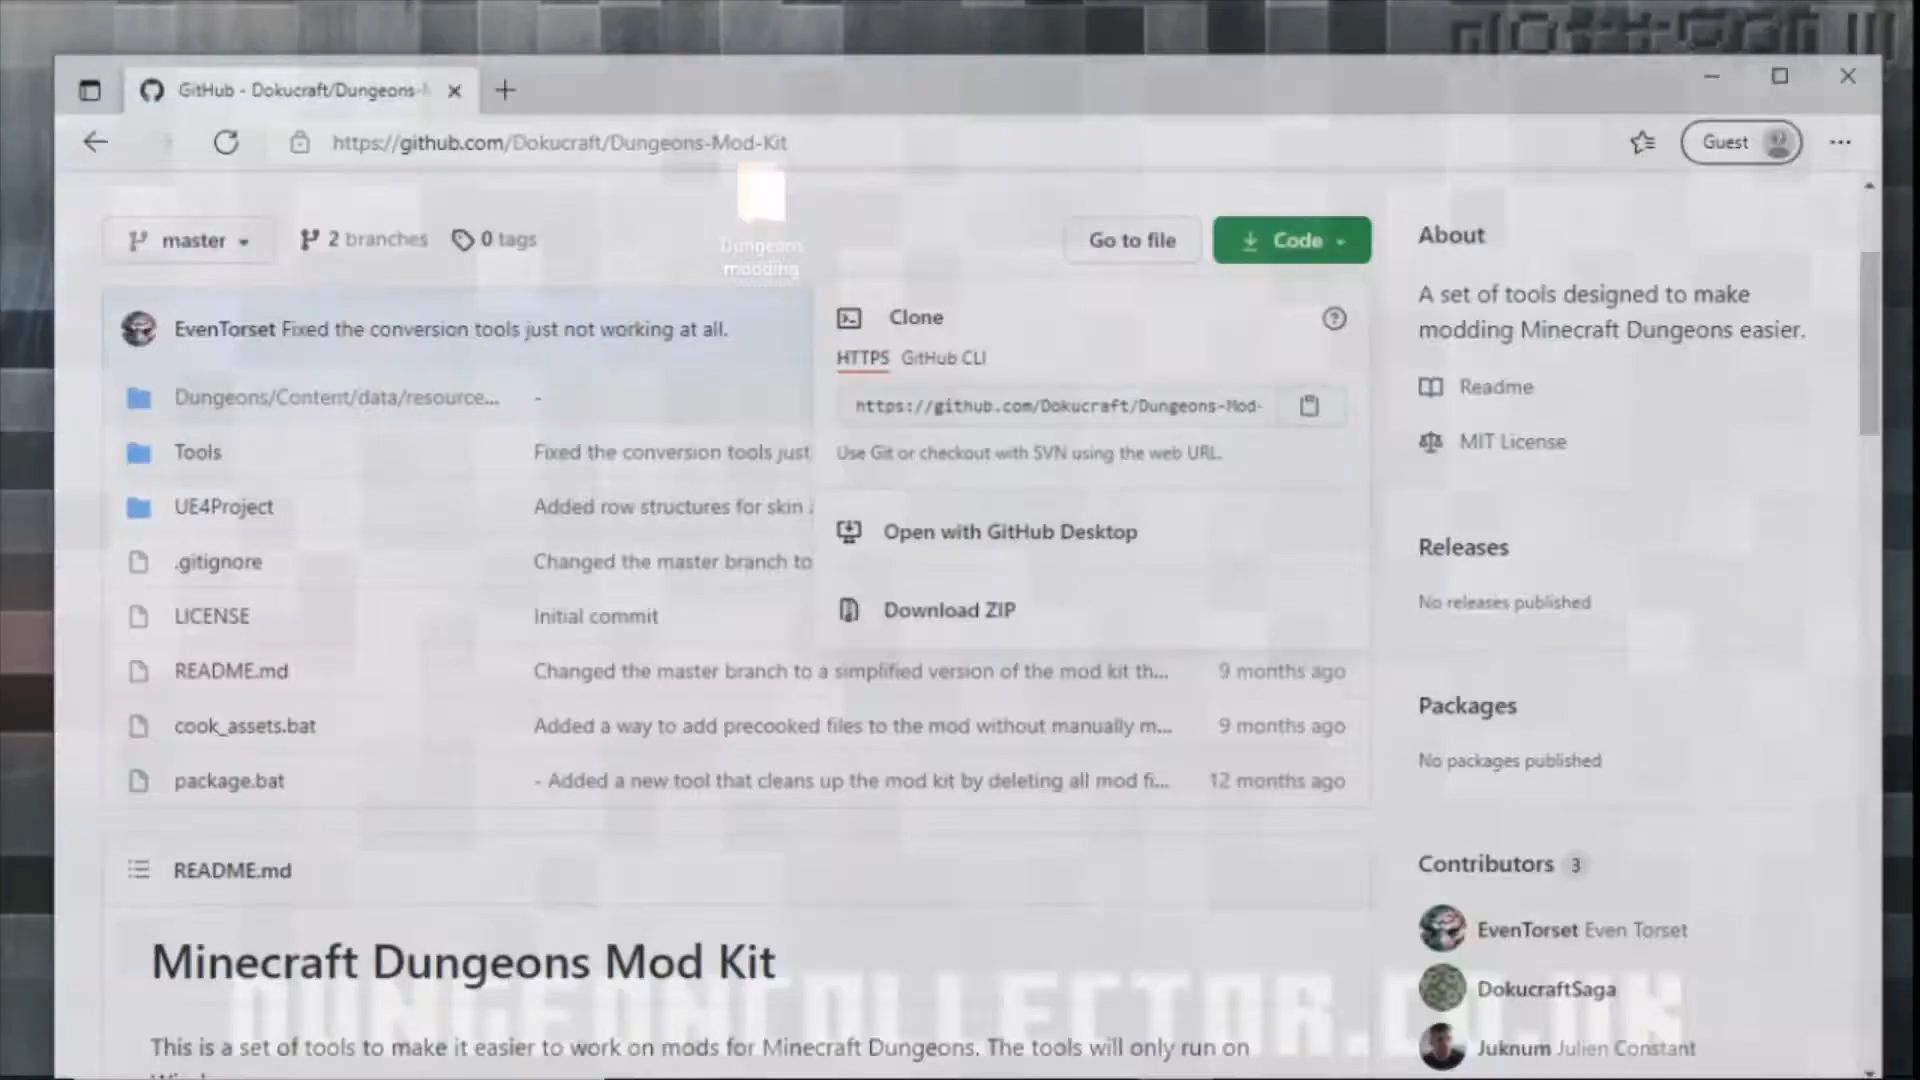 GitHub - Dokucraft/Dungeons-
https://github.com/Dokucraft/Dungeons-Mod-Kit
Guest
master
2 branches
0 tags
Dungeons
modding
Go to file
Code
EvenTorset Fixed the conversion tools just not working at all.
Dungeons/Content/data/resource... -
Tools
Fixed the conversion tools just
UE4Project
Added row structures for skin
.gitignore
Changed the master branch to
LICENSE
Initial commit
README.md
Changed the master branch to a simplified version of the mod kit th...
9 months ago
cook_assets.bat
Added a way to add precooked files to the mod without manually m...
9 months ago
package.bat
- Added a new tool that cleans up the mod kit by deleting all mod fi...
12 months ago
Clone
HTTPS GitHub CLI
https://github.com/Dokucraft/Dungeons-Mod-
Use Git or checkout with SVN using the web URL.
Open with GitHub Desktop
Download ZIP
README.md
Minecraft Dungeons Mod Kit
DUNGEONCOLLECTOR.CO.UK
This is a set of tools to make it easier to work on mods for Minecraft Dungeons. The tools will only run on
About
A set of tools designed to make
modding Minecraft Dungeons easier.
Readme
MIT License
Releases
No releases published
Packages
No packages published
Contributors 3
EvenTorset Even Torset
DokucraftSaga
Juknum Julien Constant